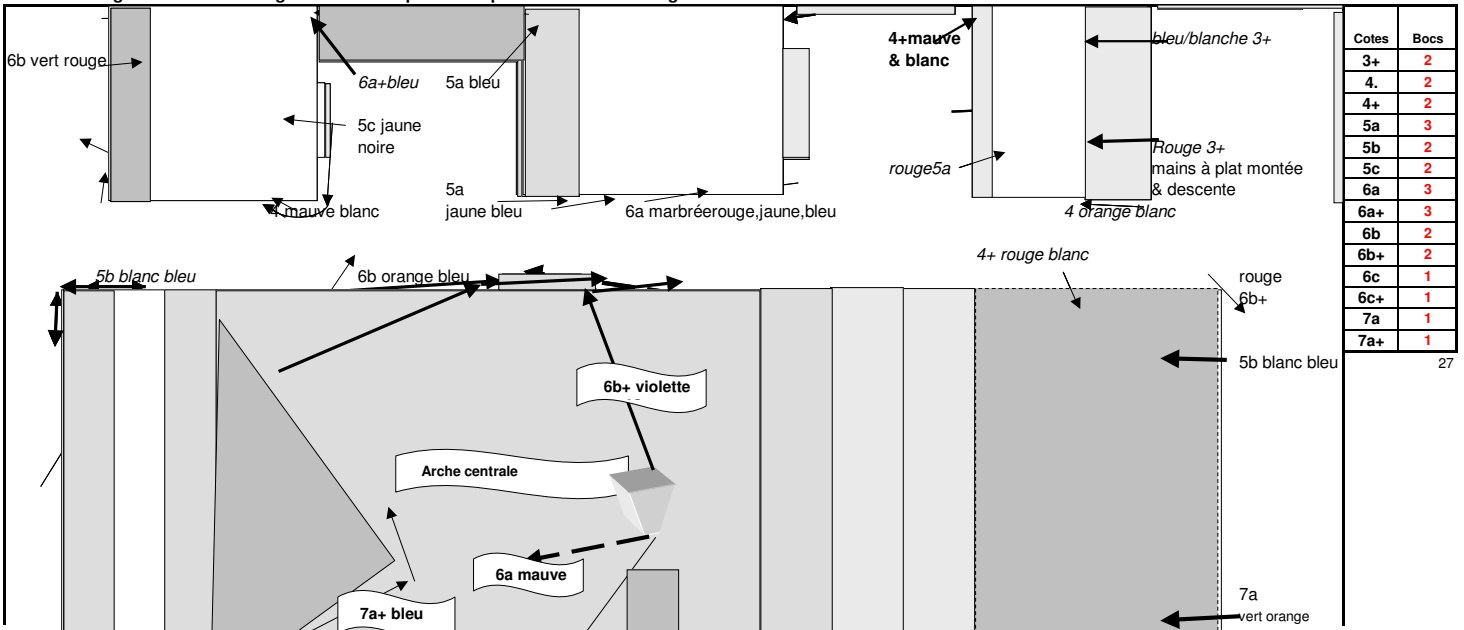 6b vert rouge
6a+bleu
5a bleu
4+mauve
& blanc
bleu/blanche 3+
5c jaune
noire
rouge5a
Rouge 3+
mains à plat montée
& descente
4 mauve blanc
5a
jaune bleu
6a marbréerouge,jaune,bleu
4 orange blanc
5b blanc bleu
6b orange bleu
4+ rouge blanc
rouge
6b+
5b blanc bleu
6b+ violette
Arche centrale
6a mauve
7a+ bleu
7a
vert orange
Cotes Bocs
3+ 2
4. 2
4+ 2
5a 3
5b 2
5c 2
6a 3
6a+ 3
6b 2
6b+ 2
6c 1
6c+ 1
7a 1
7a+ 1
27